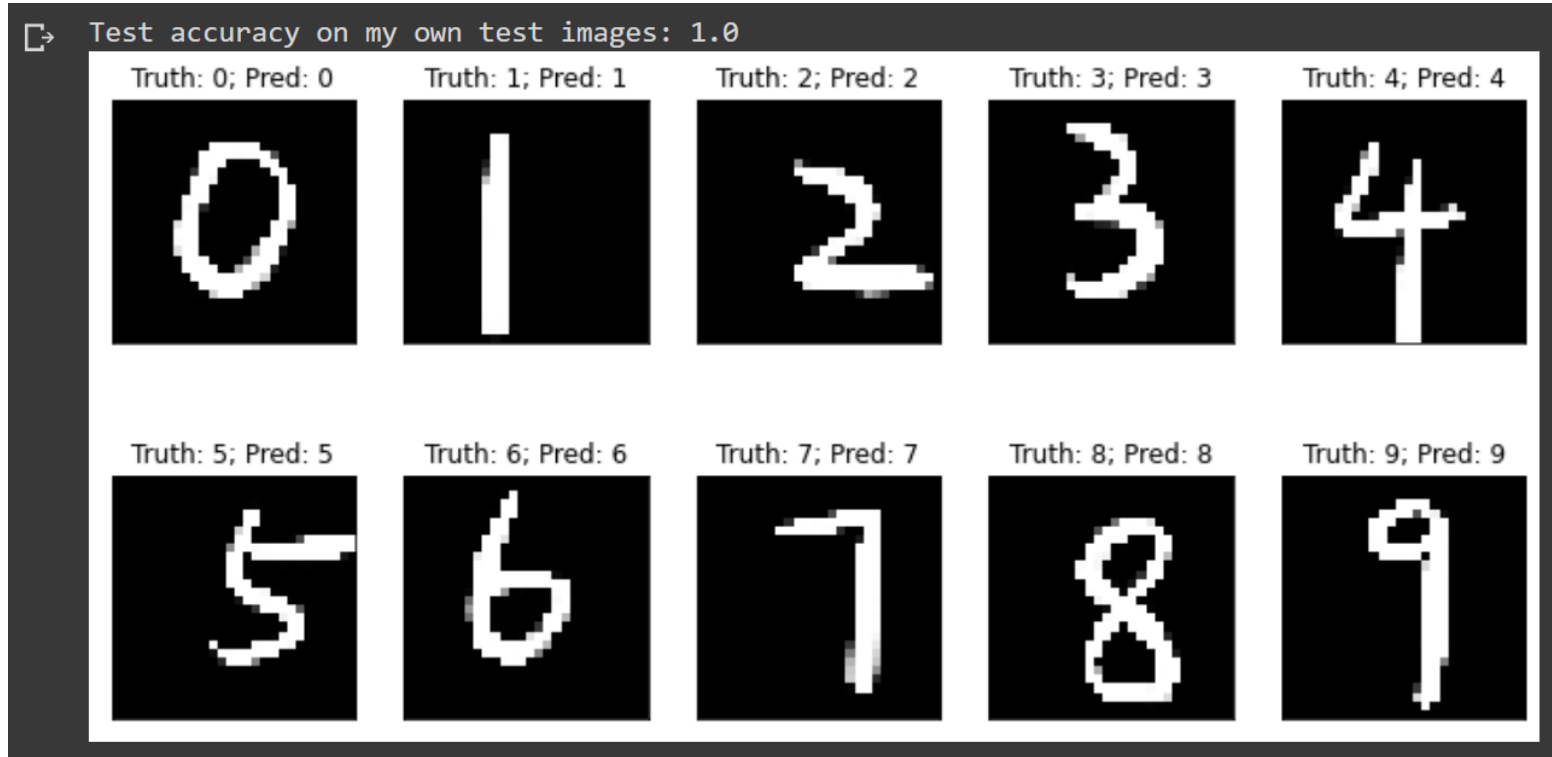 Test accuracy on my own test images: 1.0
Truth: 0; Pred: 0 Truth: 1; Pred: 1 Truth: 2; Pred: 2 Truth: 3; Pred: 3 Truth: 4; Pred: 4
0 1 2 3 4
Truth: 5; Pred: 5 Truth: 6; Pred: 6 Truth: 7; Pred: 7 Truth: 8; Pred: 8 Truth: 9; Pred: 9
5 6 7 8 9